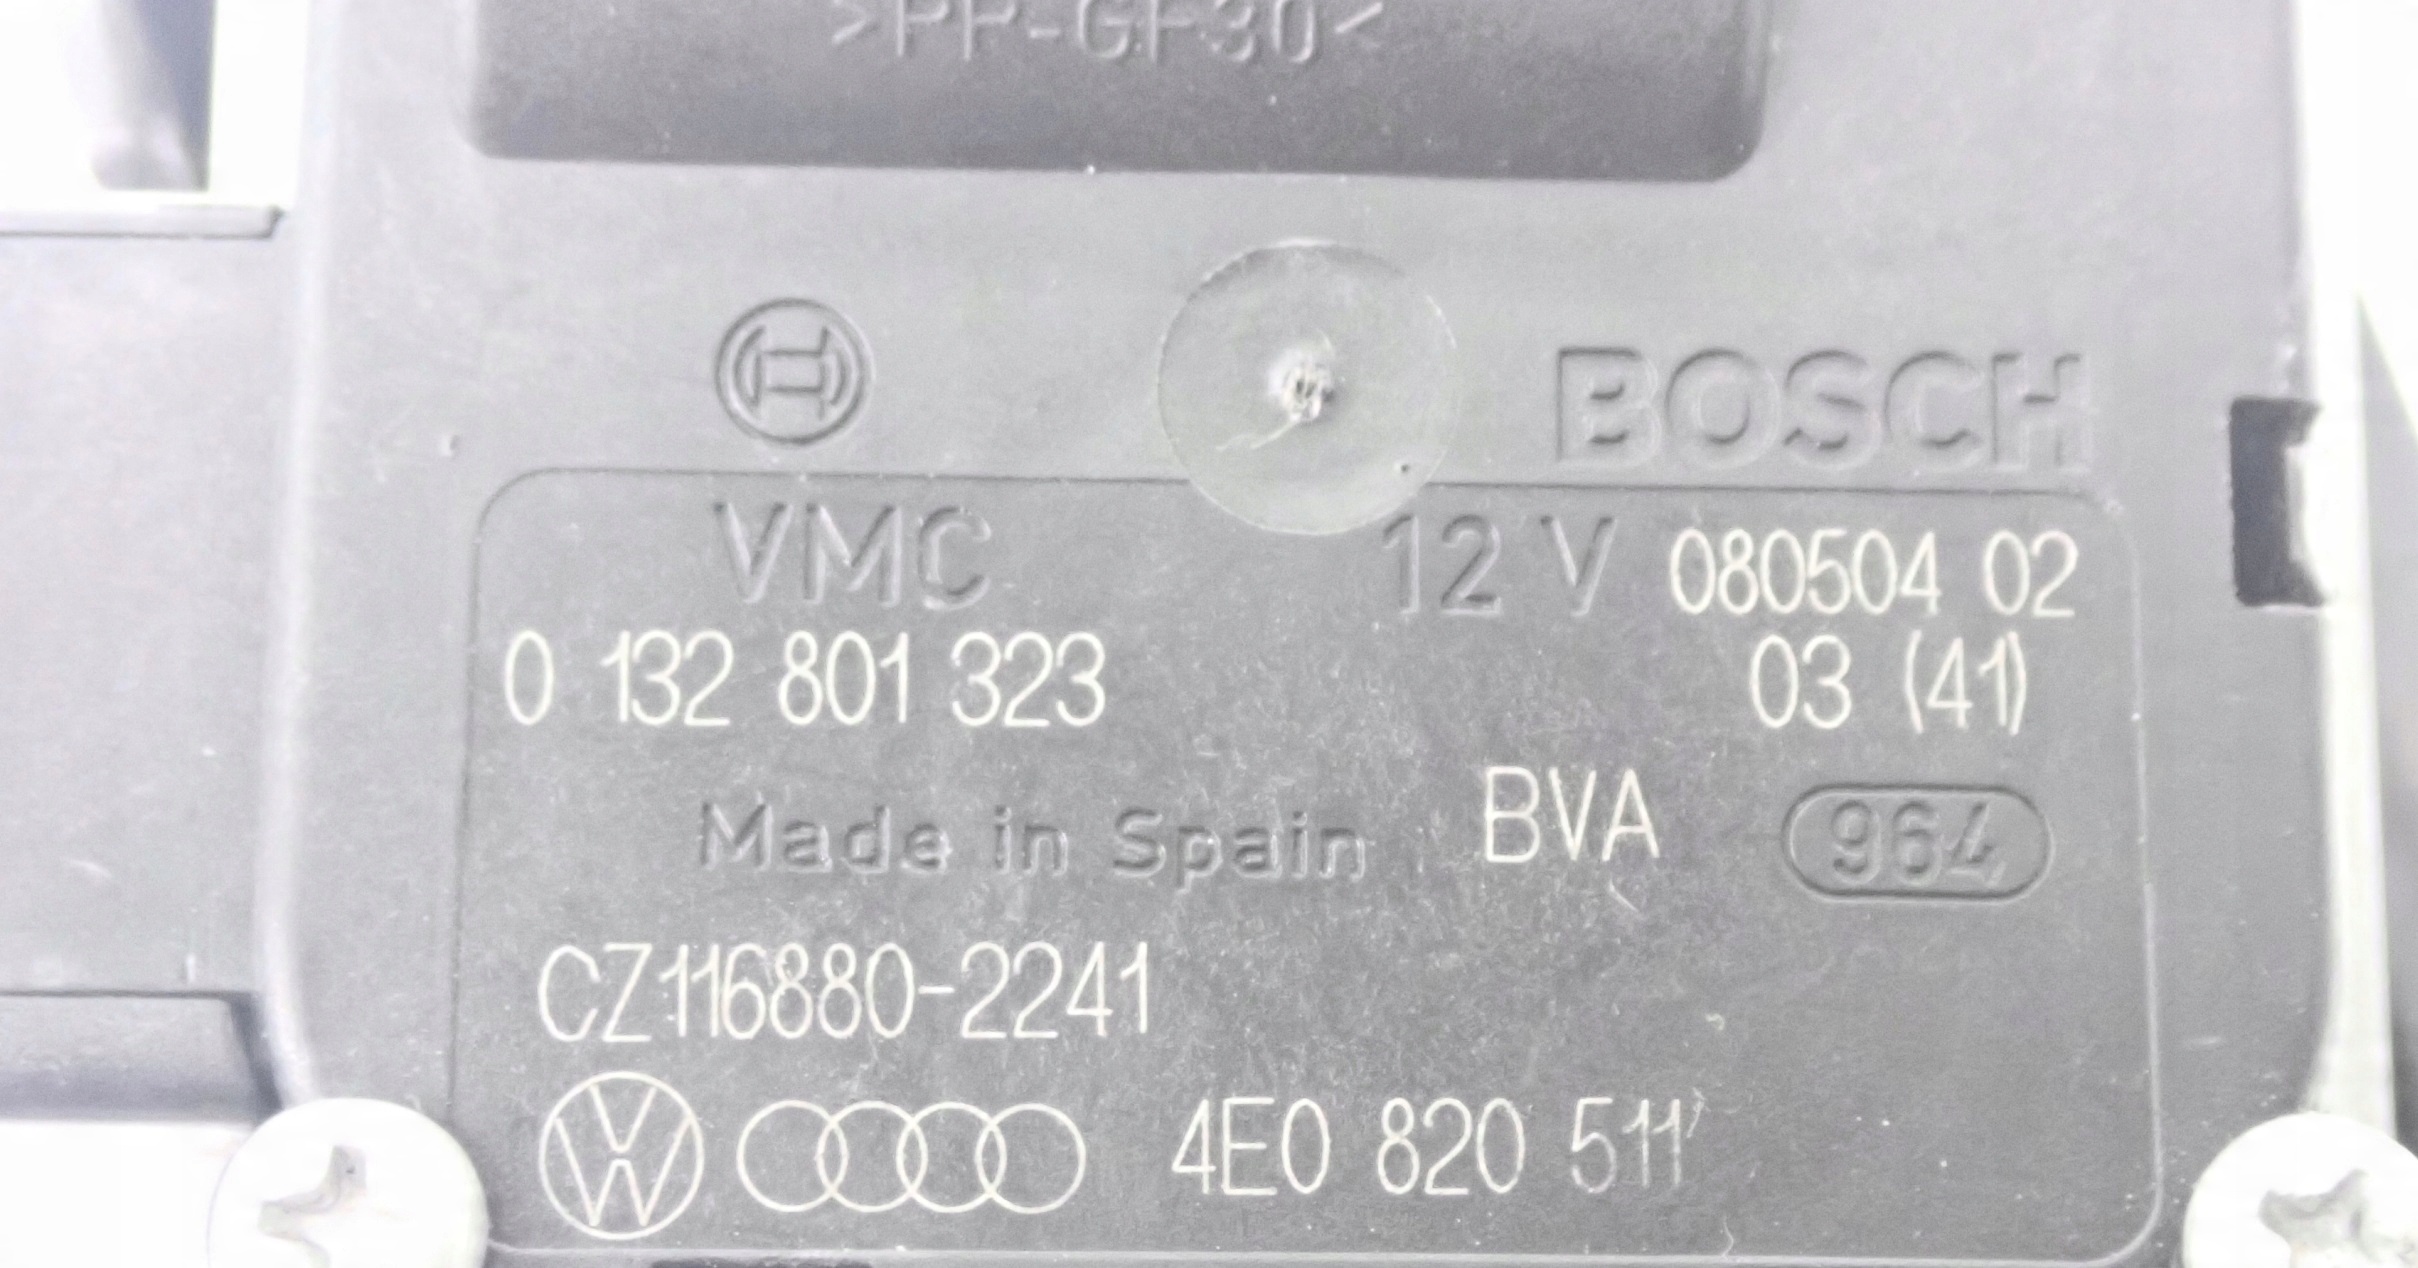 >PP-GF30<
BOSCH
VMC 12 V 080504 02
0 132 801 323 03 (41)
Made in Spain BVA 964
CZ116880-2241
4E0 820 511